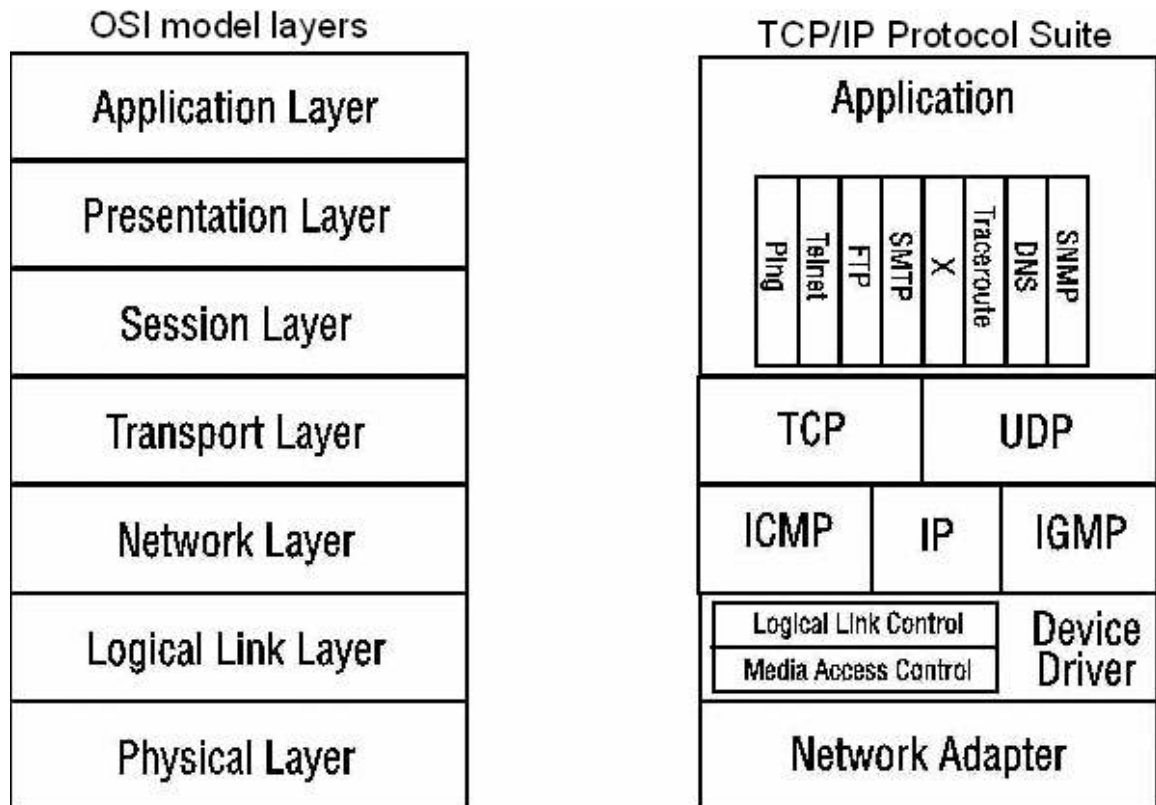 OSI model layers
Application Layer
Presentation Layer
Session Layer
Transport Layer
Network Layer
Logical Link Layer
Physical Layer
TCP/IP Protocol Suite
Application
Ping
Telnet
FTP
SMTP
X
Traceroute
DNS
SNMP
TCP
UDP
ICMP
IP
IGMP
Logical Link Control
Media Access Control
Device
Driver
Network Adapter